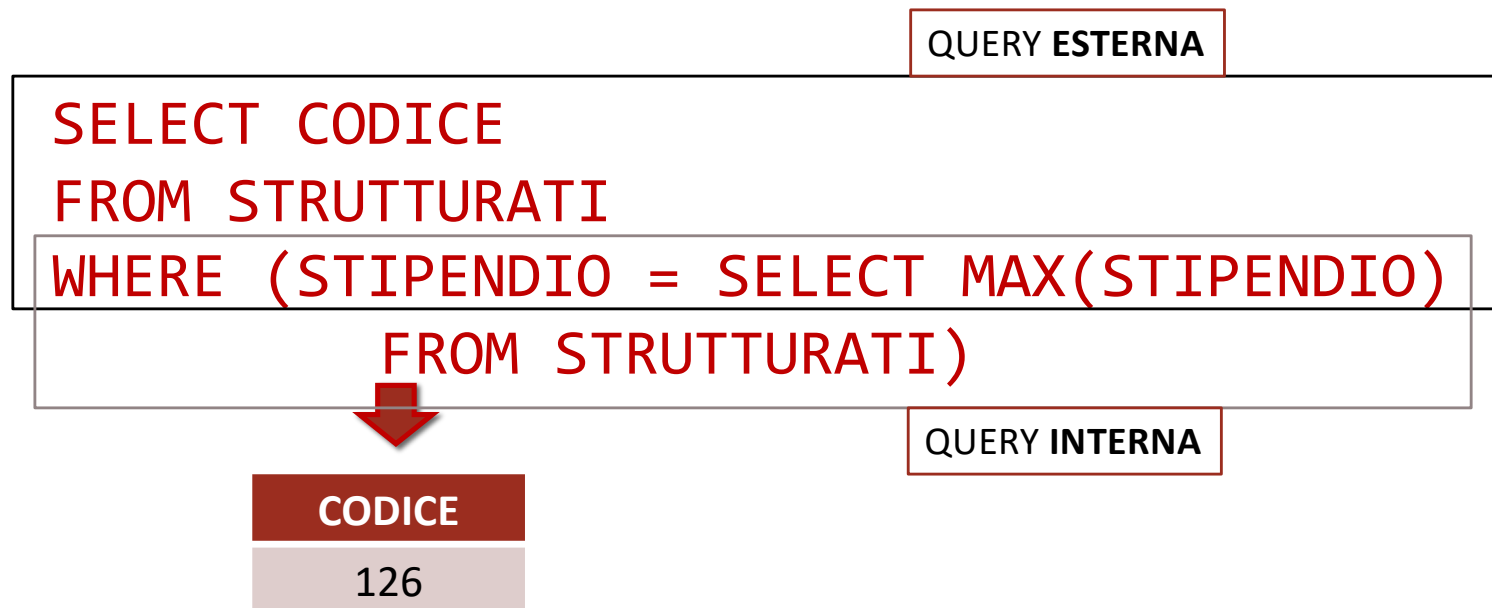 QUERY ESTERNA
SELECT CODICE
FROM STRUTTURATI
WHERE (STIPENDIO = SELECT MAX(STIPENDIO)
FROM STRUTTURATI)
QUERY INTERNA
CODICE
126